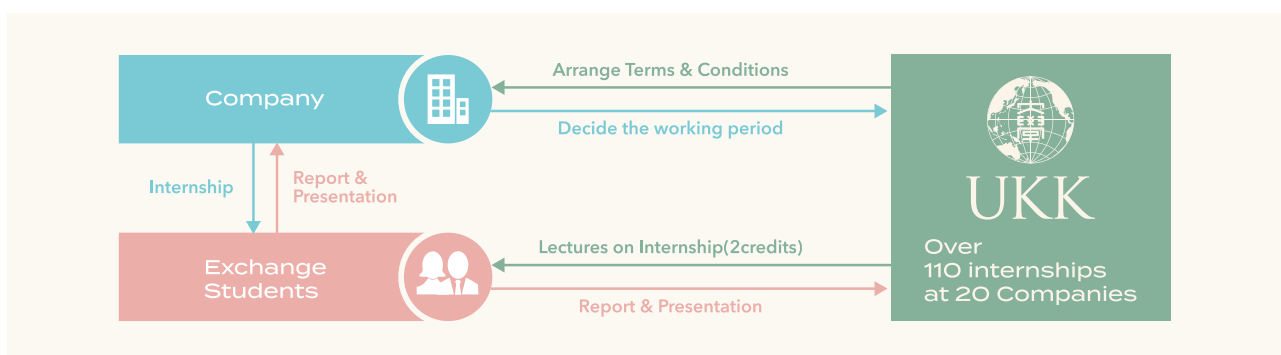 Company
Arrange Terms & Conditions
Decide the working period
Internship
Report &
Presentation
Exchange
Students
Lectures on Internship(2credits)
Report & Presentation
UKK
Over
110 internships
at 20 Companies